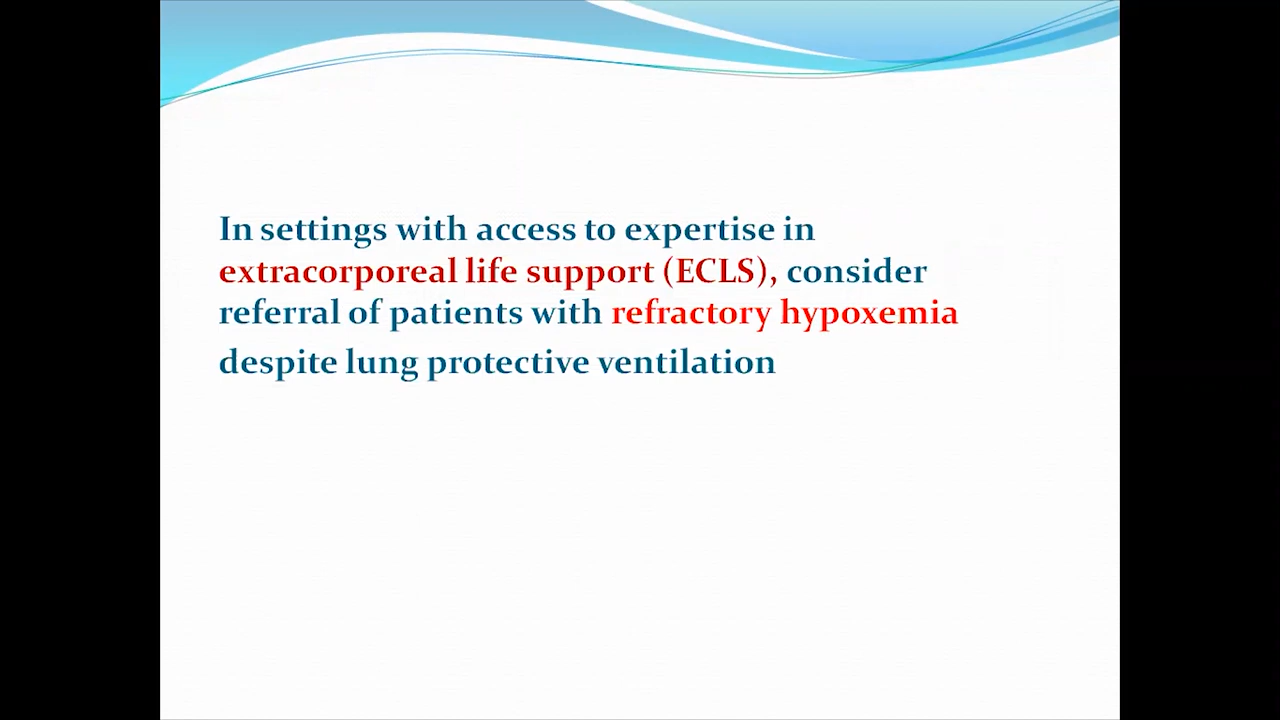 In settings with access to expertise in
extracorporeal life support (ECLS), consider
referral of patients with refractory hypoxemia
despite lung protective ventilation